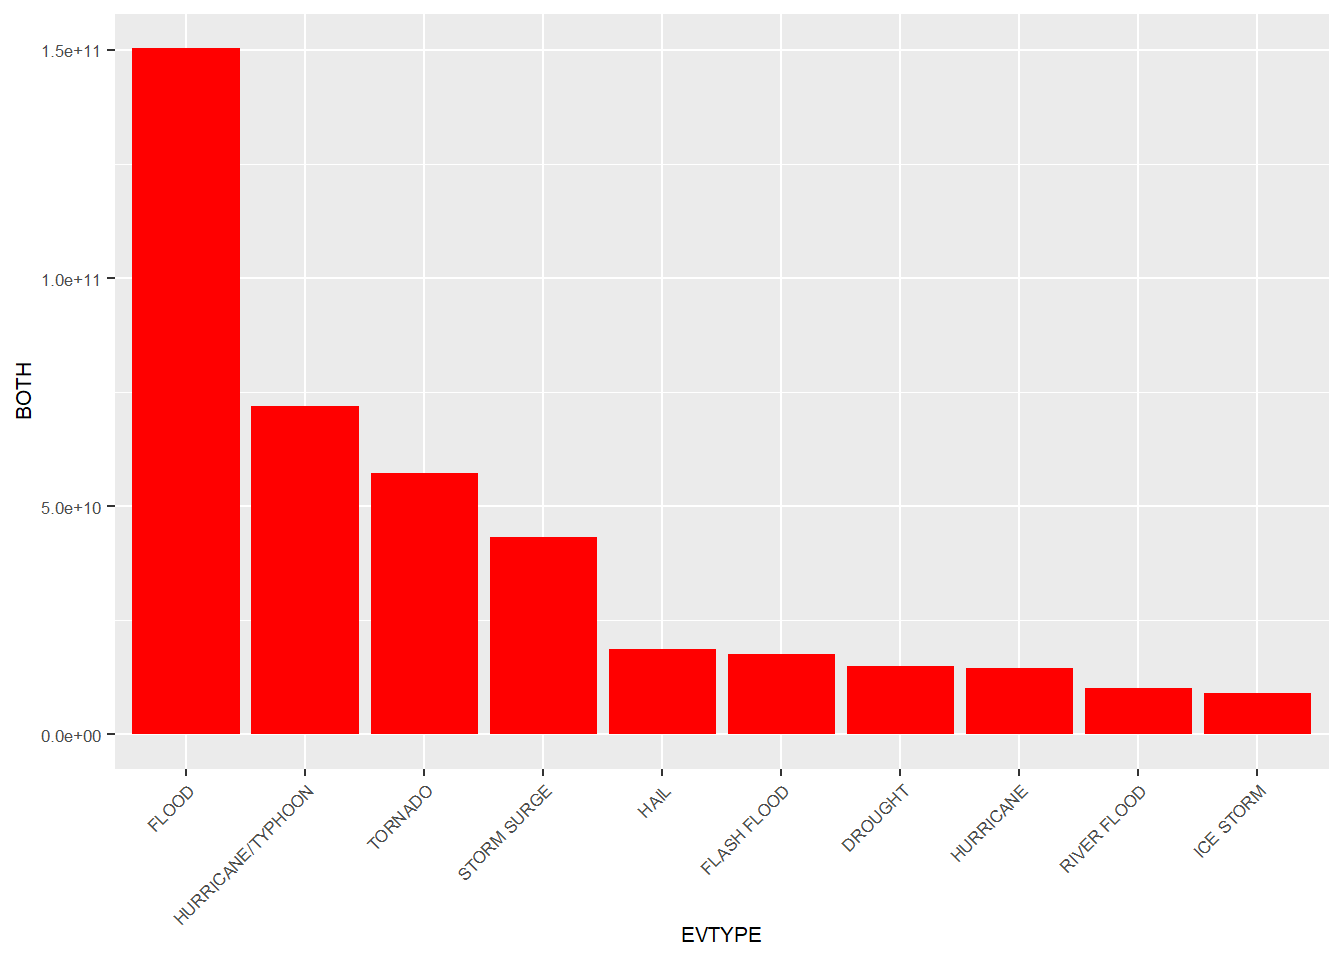 1.5e+11
1.0e+11
5.0e+10
0.0e+00
BOTH
FLOOD
HURRICANE/TYPHOON
TORNADO
STORM SURGE
HAIL
FLASH FLOOD
DROUGHT
HURRICANE
RIVER FLOOD
ICE STORM
EVTYPE